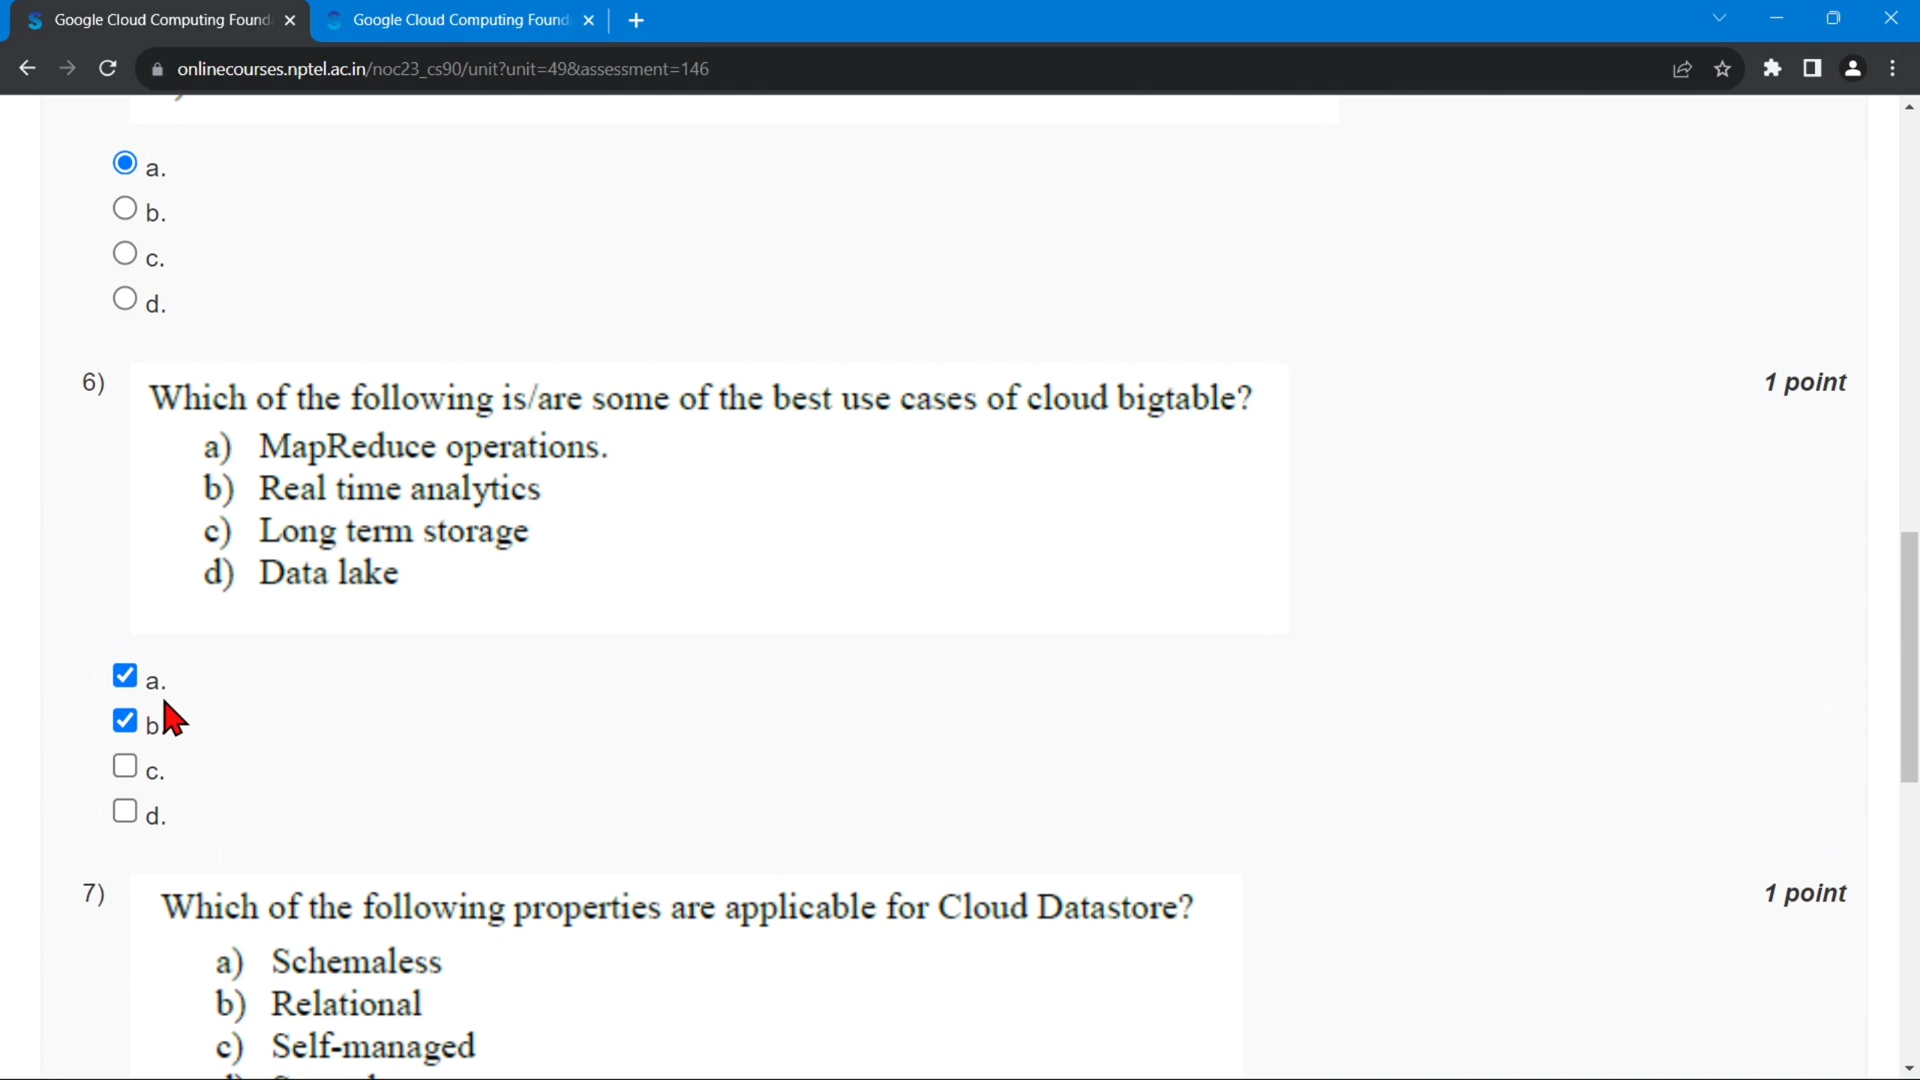 Google Cloud Computing Found
Google Cloud Computing Found
onlinecourses.nptel.ac.in/noc23_cs90/unit?unit=49&assessment=146
a.
b.
c.
d.
6)
Which of the following is/are some of the best use cases of cloud bigtable?
1 point
a) MapReduce operations.
b) Real time analytics
c) Long term storage
d) Data lake
a.
b
c.
d.
7)
Which of the following properties are applicable for Cloud Datastore?
1 point
a) Schemaless
b) Relational
c) Self-managed